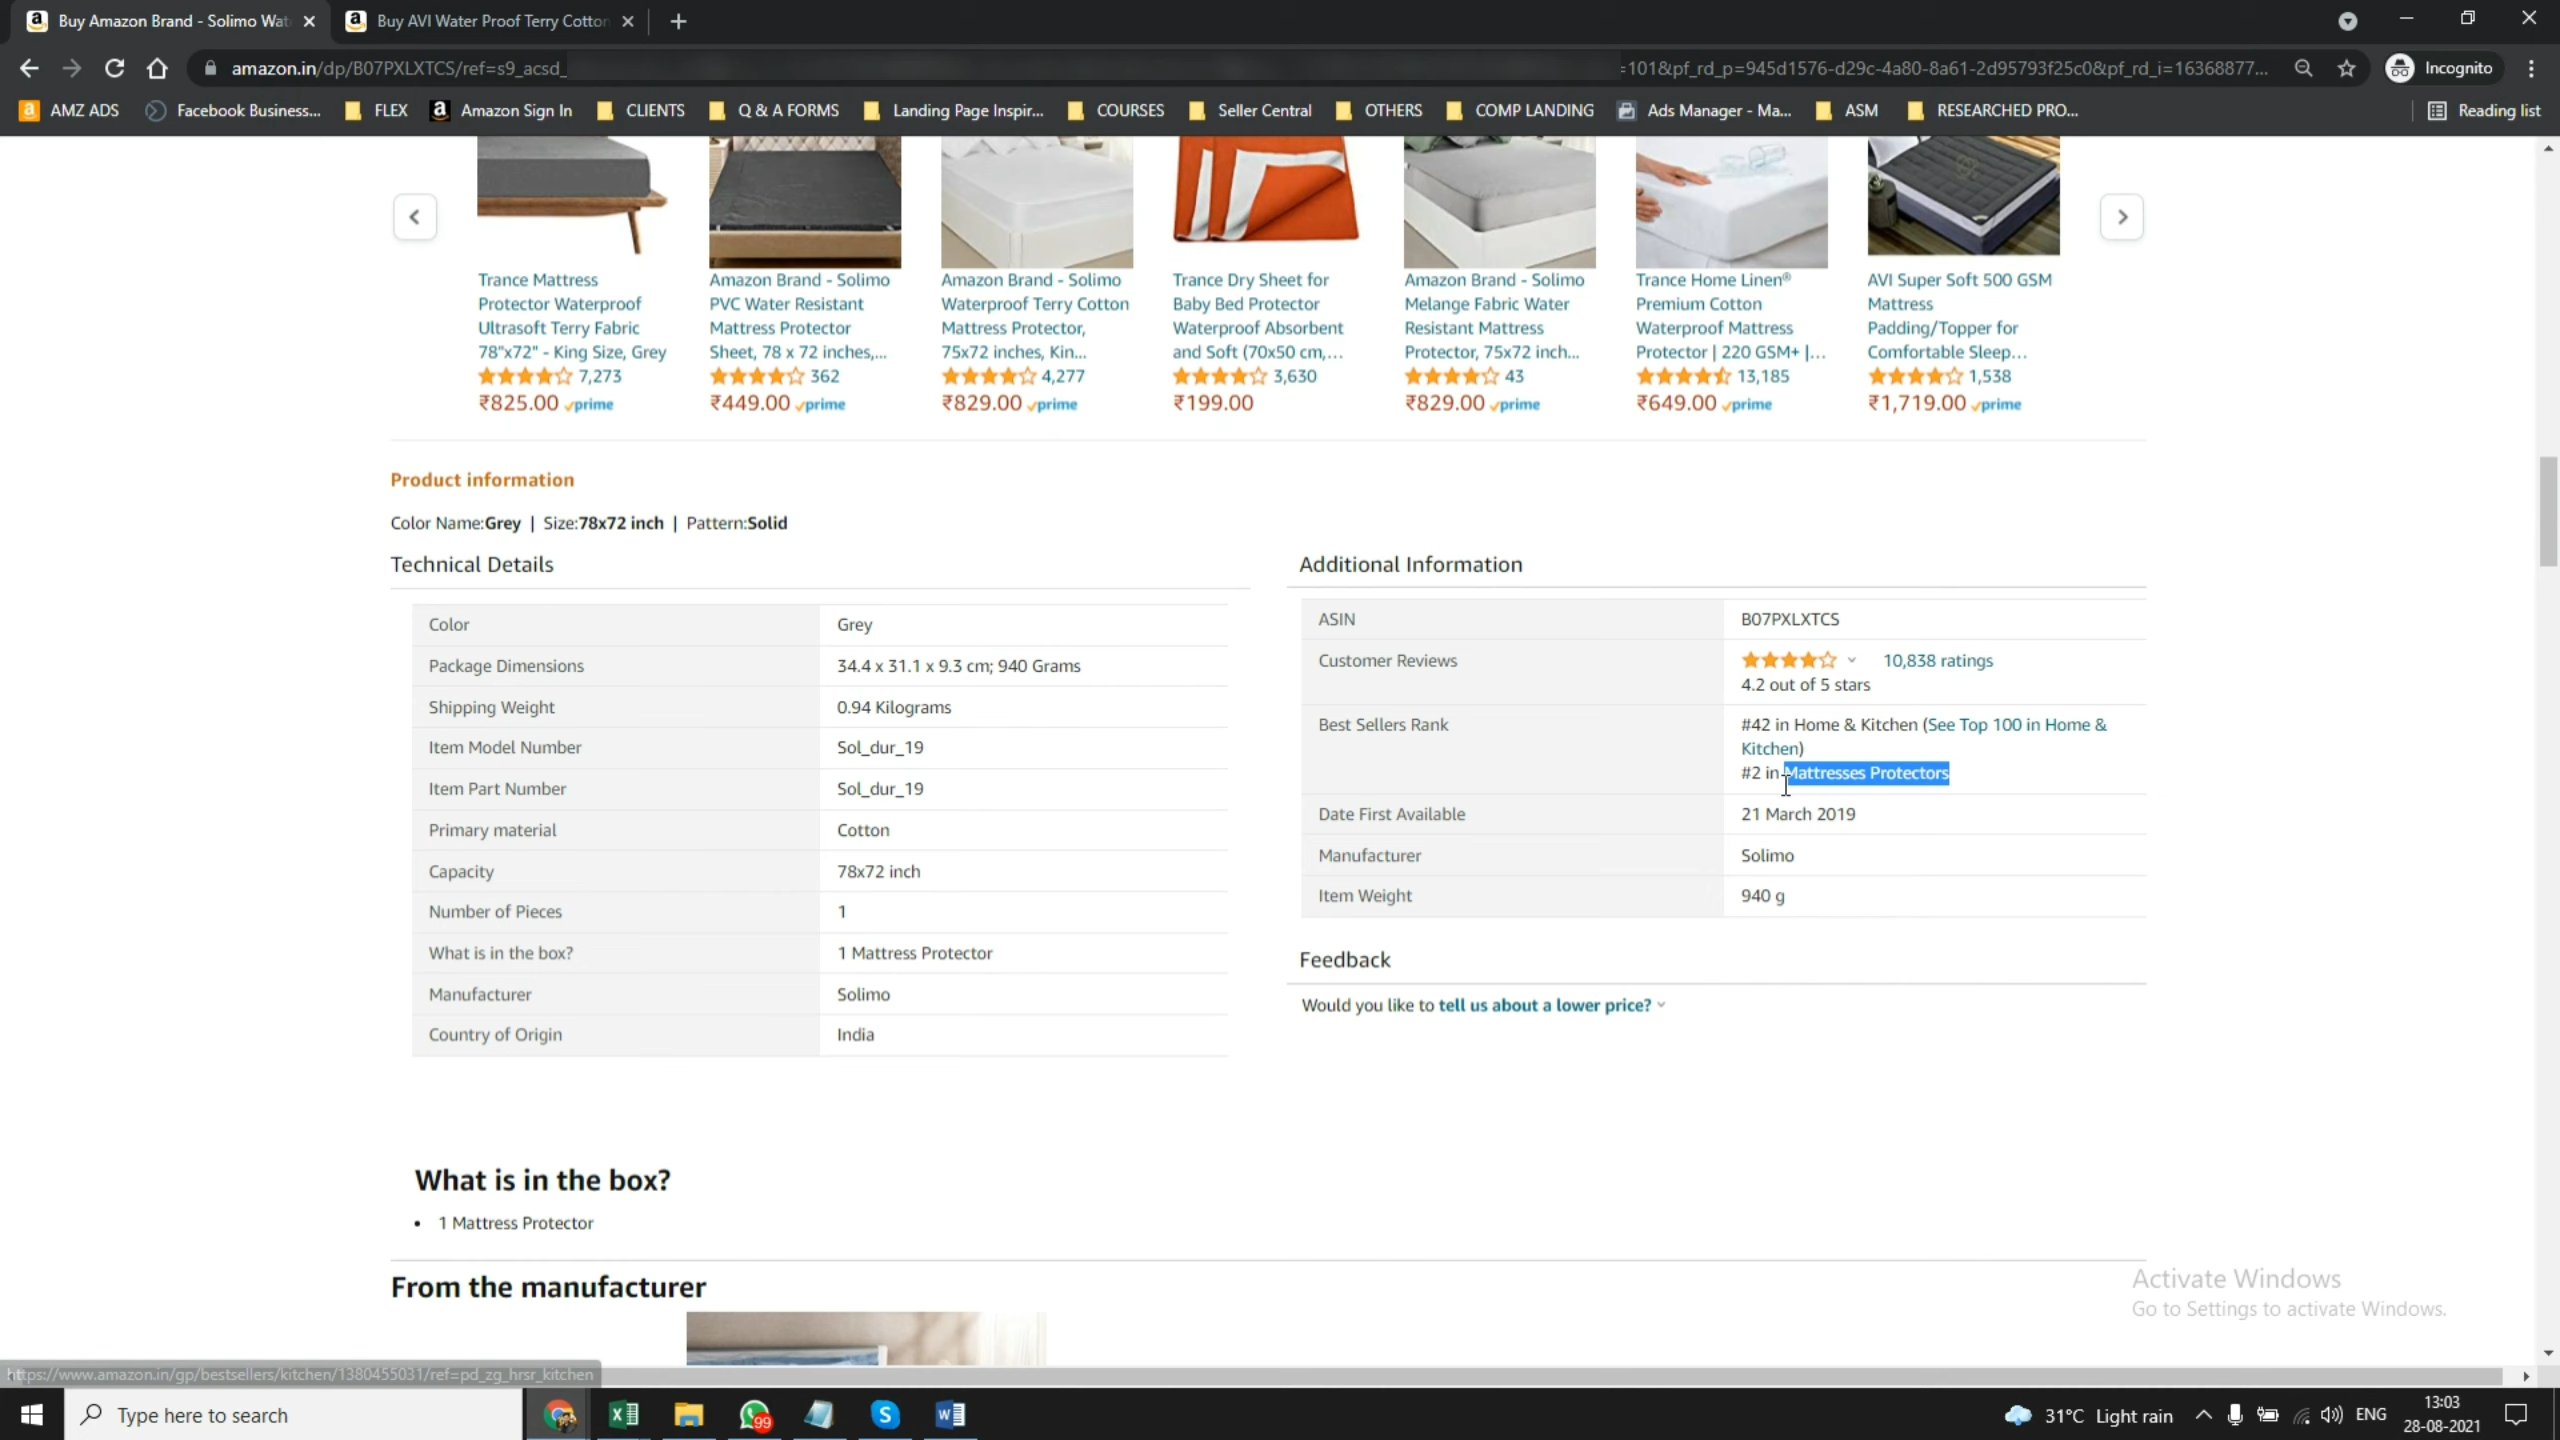 Buy Amazon Brand - Solimo Wat
Buy AVI Water Proof Terry Cotton
amazon.in/dp/B07PXLXTCS/ref=s9_acsd_
=101&pf_rd_p=945d1576-d29c-4a80-8a61-2d95793f25c0&pf_rd_i=16368877...
Incognito
AMZ ADS
Facebook Business...
FLEX
Amazon Sign In
CLIENTS
Q & A FORMS
Landing Page Inspir...
COURSES
Seller Central
OTHERS
COMP LANDING
Ads Manager - Ma...
ASM
RESEARCHED PRO...
Reading list
Trance Mattress
Protector Waterproof
Ultrasoft Terry Fabric
78"x72" - King Size, Grey
7,273
₹825.00 prime
Amazon Brand - Solimo
PVC Water Resistant
Mattress Protector
Sheet, 78 x 72 inches,...
362
₹449.00 prime
Amazon Brand - Solimo
Waterproof Terry Cotton
Mattress Protector,
75x72 inches, Kin...
4,277
₹829.00 prime
Trance Dry Sheet for
Baby Bed Protector
Waterproof Absorbent
and Soft (70x50 cm,...
3,630
₹199.00
Amazon Brand - Solimo
Melange Fabric Water
Resistant Mattress
Protector, 75x72 inch...
43
₹829.00 prime
Trance Home Linen®
Premium Cotton
Waterproof Mattress
Protector | 220 GSM+ |...
13,185
₹649.00 prime
AVI Super Soft 500 GSM
Mattress
Padding/Topper for
Comfortable Sleep...
1,538
₹1,719.00 prime
Product information
Color Name:Grey | Size:78x72 inch | Pattern:Solid
Technical Details
Color Grey
Package Dimensions 34.4 x 31.1 x 9.3 cm; 940 Grams
Shipping Weight 0.94 Kilograms
Item Model Number Sol_dur_19
Item Part Number Sol_dur_19
Primary material Cotton
Capacity 78x72 inch
Number of Pieces 1
What is in the box? 1 Mattress Protector
Manufacturer Solimo
Country of Origin India
Additional Information
ASIN B07PXLXTCS
Customer Reviews 10,838 ratings
4.2 out of 5 stars
Best Sellers Rank #42 in Home & Kitchen (See Top 100 in Home &
Kitchen)
#2 in Mattresses Protectors
Date First Available 21 March 2019
Manufacturer Solimo
Item Weight 940 g
Feedback
Would you like to tell us about a lower price?
What is in the box?
• 1 Mattress Protector
From the manufacturer
Activate Windows
Go to Settings to activate Windows.
https://www.amazon.in/gp/bestsellers/kitchen/1380455031/ref=pd_zg_hrsr_kitchen
Type here to search
99
31°C Light rain
ENG
13:03
28-08-2021